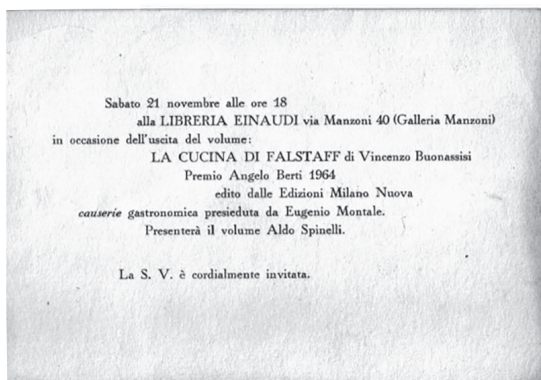 Sabato 21 novembre alle ore 18
alla LIBRERIA EINAUDI via Manzoni 40 (Galleria Manzoni)
in occasione dell'uscita del volume:
LA CUCINA DI FALSTAFF di Vincenzo Buonassisi
Premio Angelo Berti 1964
edito dalle Edizioni Milano Nuova
causerie gastronomica presieduta da Eugenio Montale.
Presenterà il volume Aldo Spinelli.
La S. V. è cordialmente invitata.